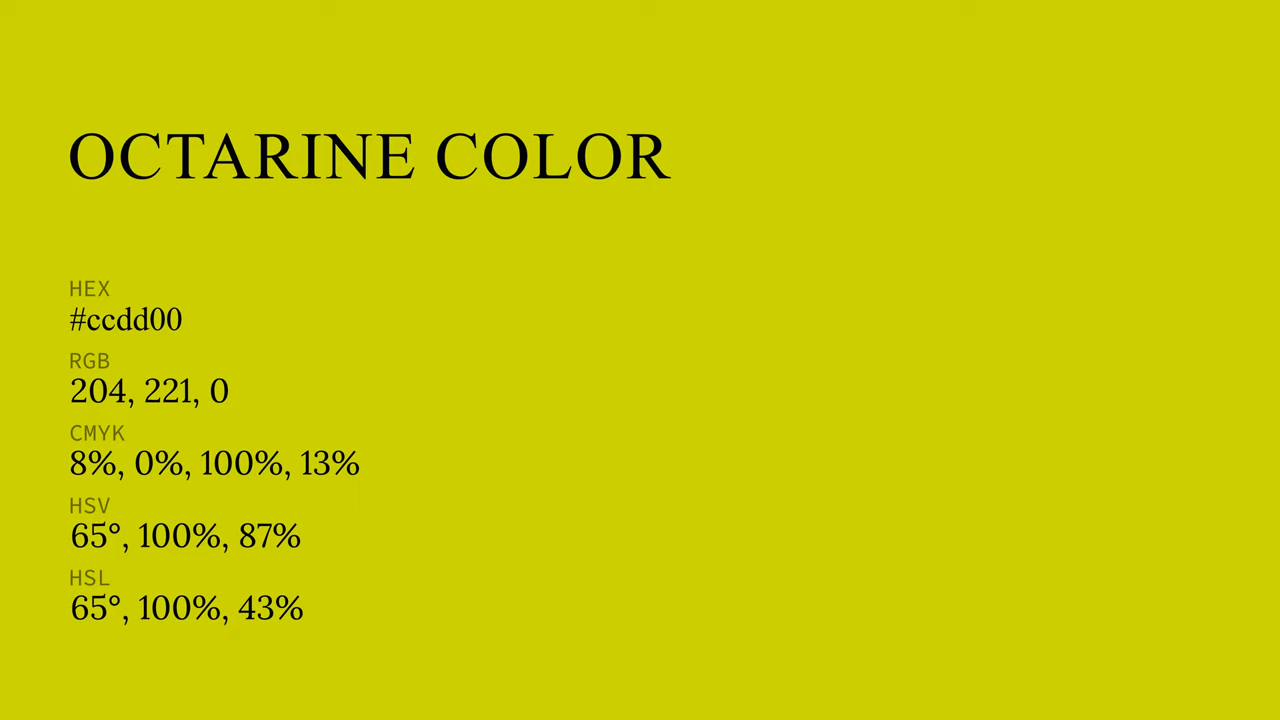 OCTARINE COLOR
HEX
#ccdd00
RGB
204, 221, 0
CMYK
8%, 0%, 100%, 13%
HSV
65°, 100%, 87%
HSL
65°, 100%, 43%